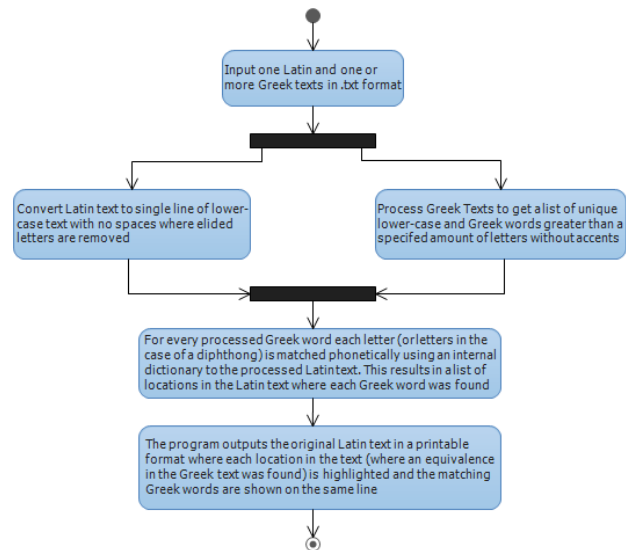 Input one Latin and one or
more Greek texts in .txt format
Convert Latin text to single line of lower-
case text with no spaces where elided
letters are removed
Process Greek Texts to get a list of unique
lower-case and Greek words greater than a
specifed amount of letters without accents
For every processed Greek word each letter (orletters in the
case of a diphthong) is matched phonetically using an internal
dictionary to the processed Latin text. This results in a list of
locations in the Latin text where each Greek word was found
The program outputs the original Latin text in a printable
format where each location in the text (where an equivalence
in the Greek text was found) is highlighted and the matching
Greek words are shown on the same line